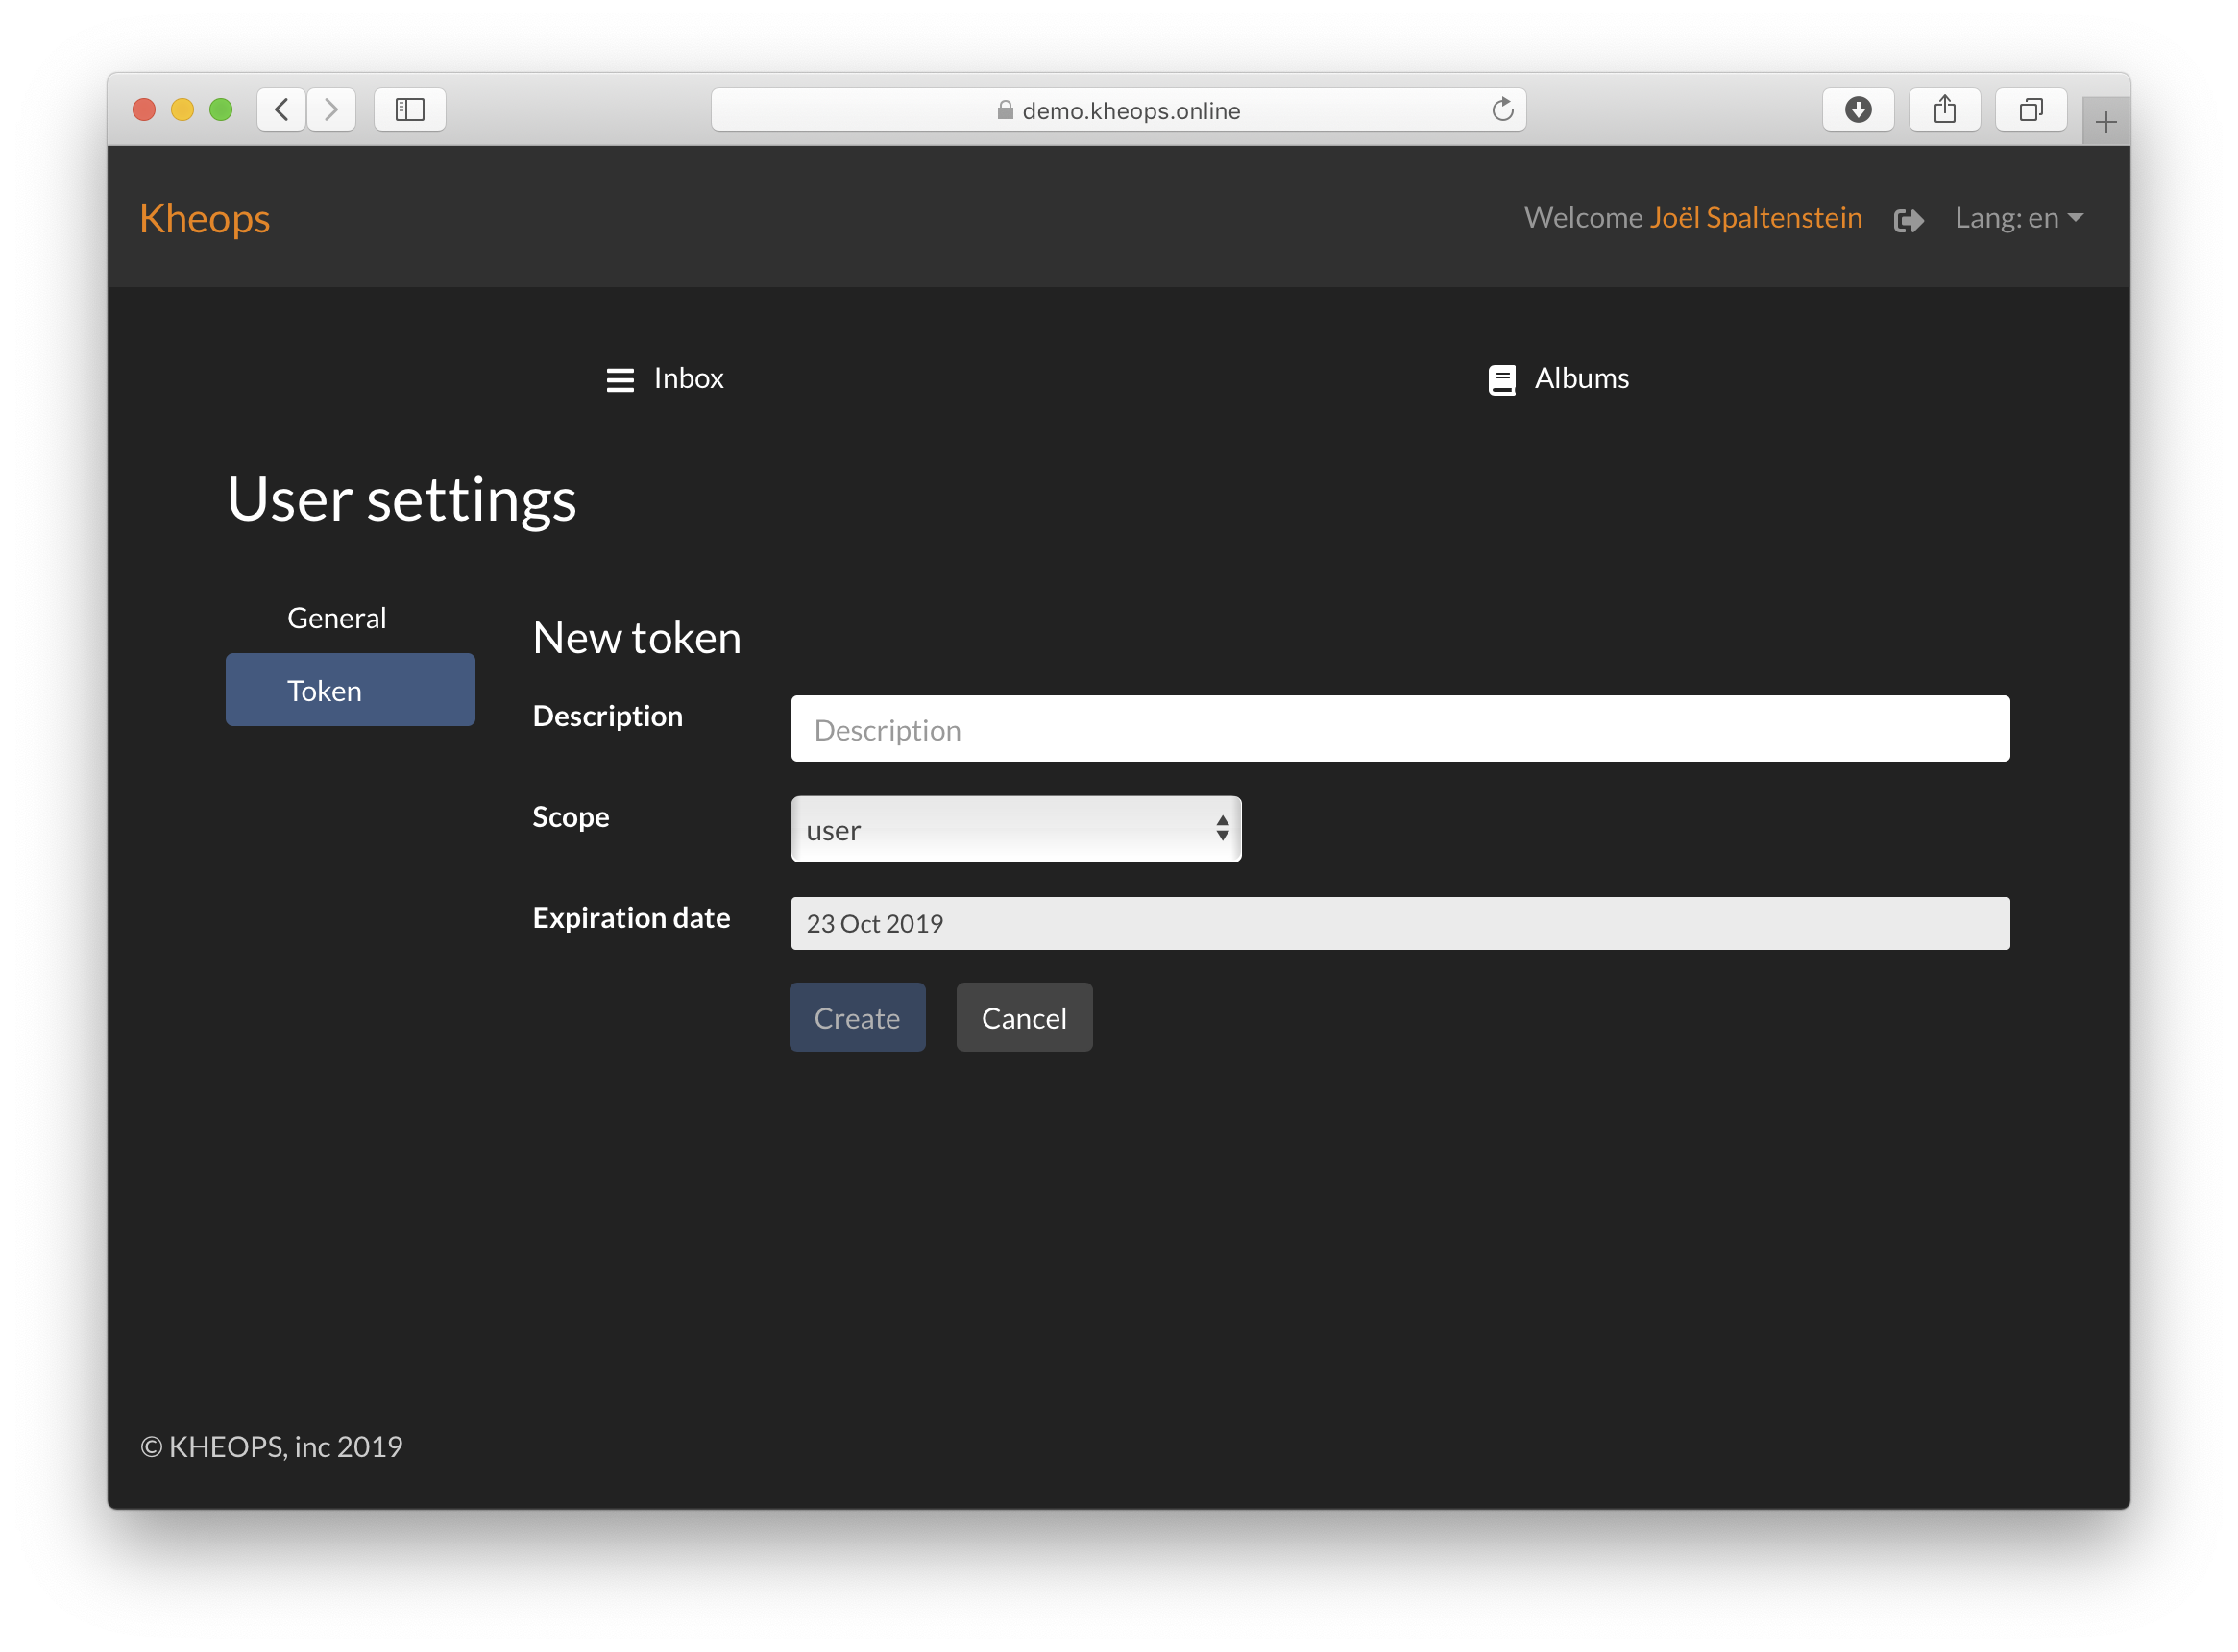 demo.kheops.online
Kheops
Welcome Joël Spaltenstein
Lang: en
Inbox
Albums
User settings
General
Token
New token
Description
Description
Scope
user
Expiration date
23 Oct 2019
Create
Cancel
© KHEOPS, inc 2019